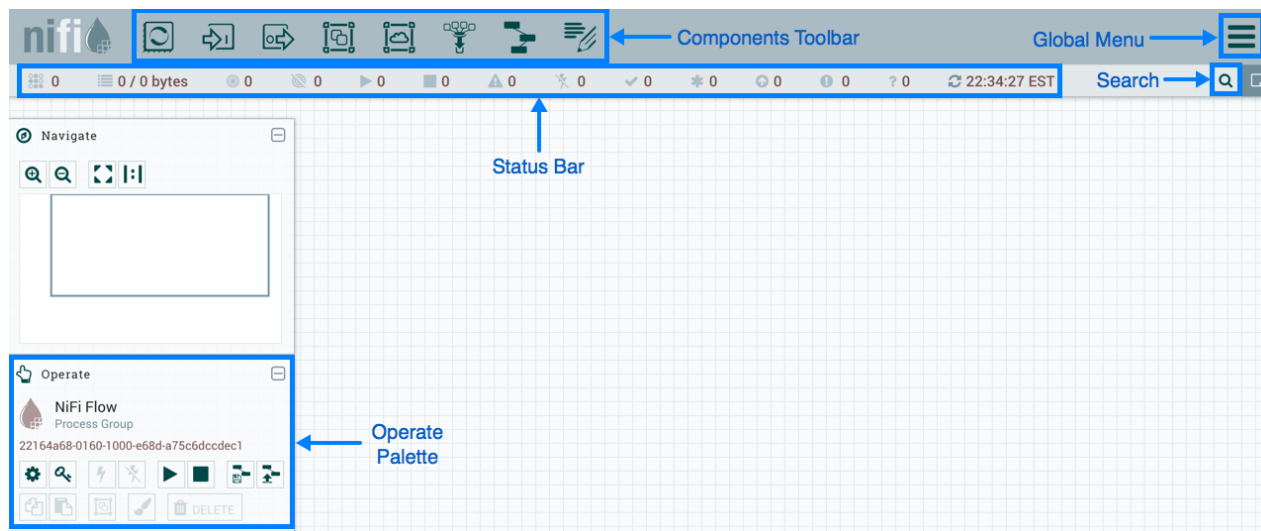 nifi
Components Toolbar
Global Menu
0
0 / 0 bytes
0
0
0
0
0
0
0
0
0
0
? 0
22:34:27 EST
Search
Navigate
Status Bar
Operate
NiFi Flow
Process Group
22164a68-0160-1000-e68d-a75c6dccdec1
Operate
Palette
DELETE